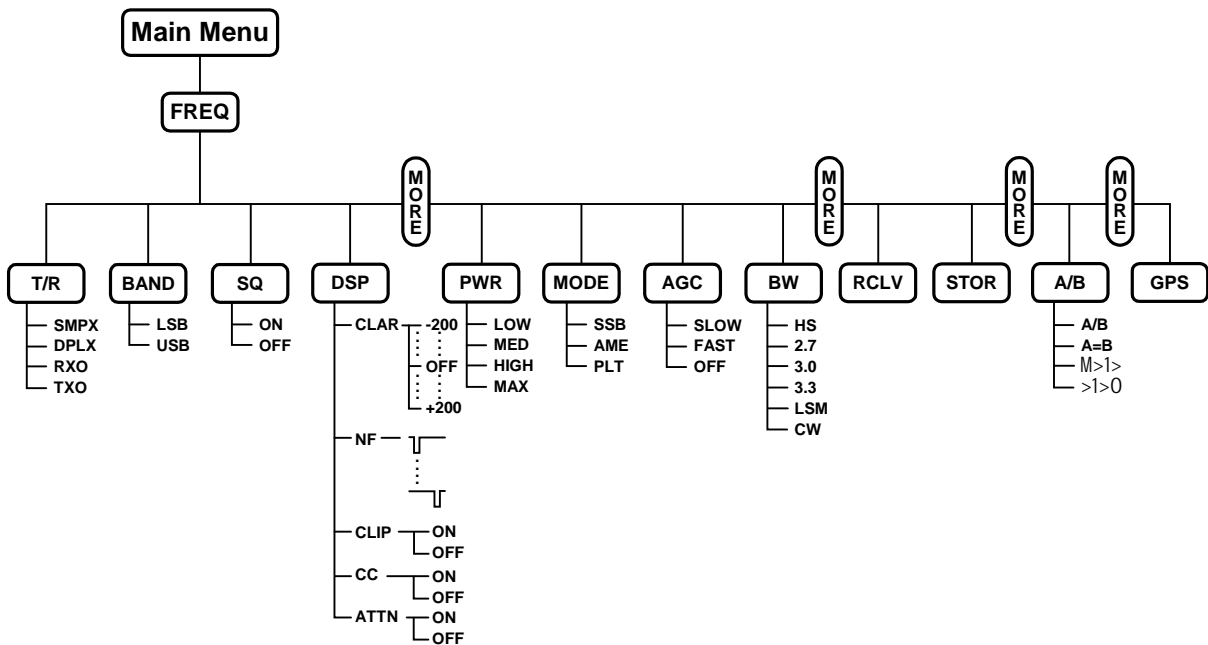 Main Menu
FREQ
MORE
MORE
MORE
MORE
T/R
BAND
SQ
DSP
PWR
MODE
AGC
BW
RCLV
STOR
A/B
GPS
SMPX
DPLX
RXO
TXO
LSB
USB
ON
OFF
CLAR
-200
OFF
+200
NF
CLIP
ON
OFF
CC
ON
OFF
ATTN
ON
OFF
LOW
MED
HIGH
MAX
SSB
AME
PLT
SLOW
FAST
OFF
HS
2.7
3.0
3.3
LSM
CW
A/B
A=B
M>1>
>1>0